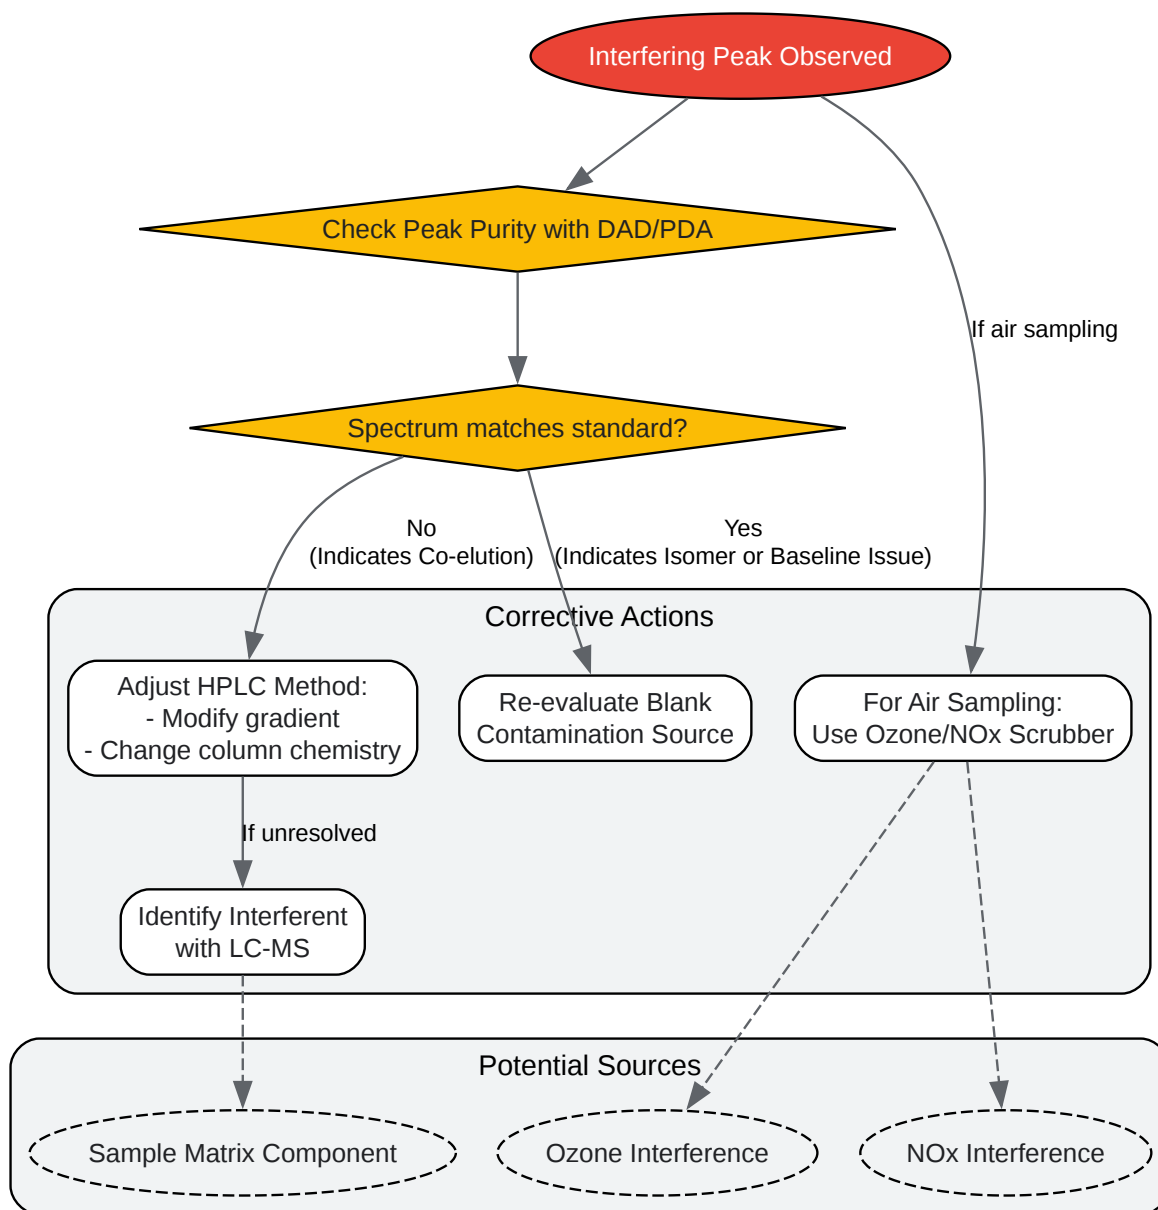 Interfering Peak Observed
Check Peak Purity with DAD/PDA
If air sampling
Spectrum matches standard?
No
(Indicates Co-elution)
Yes
(Indicates Isomer or Baseline Issue)
Corrective Actions
Adjust HPLC Method:
- Modify gradient
- Change column chemistry
Re-evaluate Blank
Contamination Source
For Air Sampling:
Use Ozone/NOx Scrubber
If unresolved
Identify Interferent
with LC-MS
Potential Sources
Sample Matrix Component
Ozone Interference
NOx Interference